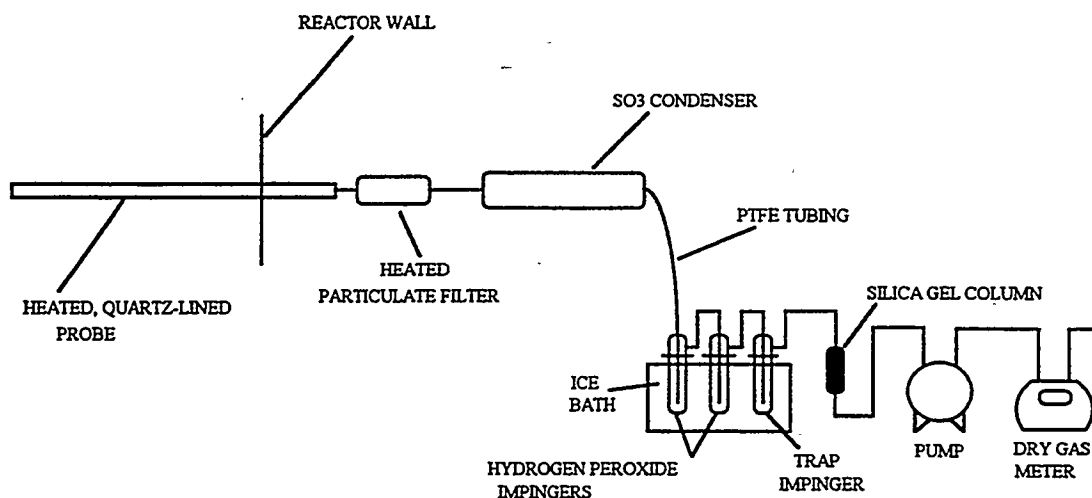 REACTOR WALL
SO3 CONDENSER
PTFE TUBING
HEATED
PARTICULATE FILTER
HEATED, QUARTZ-LINED
PROBE
SILICA GEL COLUMN
ICE
BATH
HYDROGEN PEROXIDE
IMPINGERS
TRAP
IMPINGER
PUMP
DRY GAS
METER